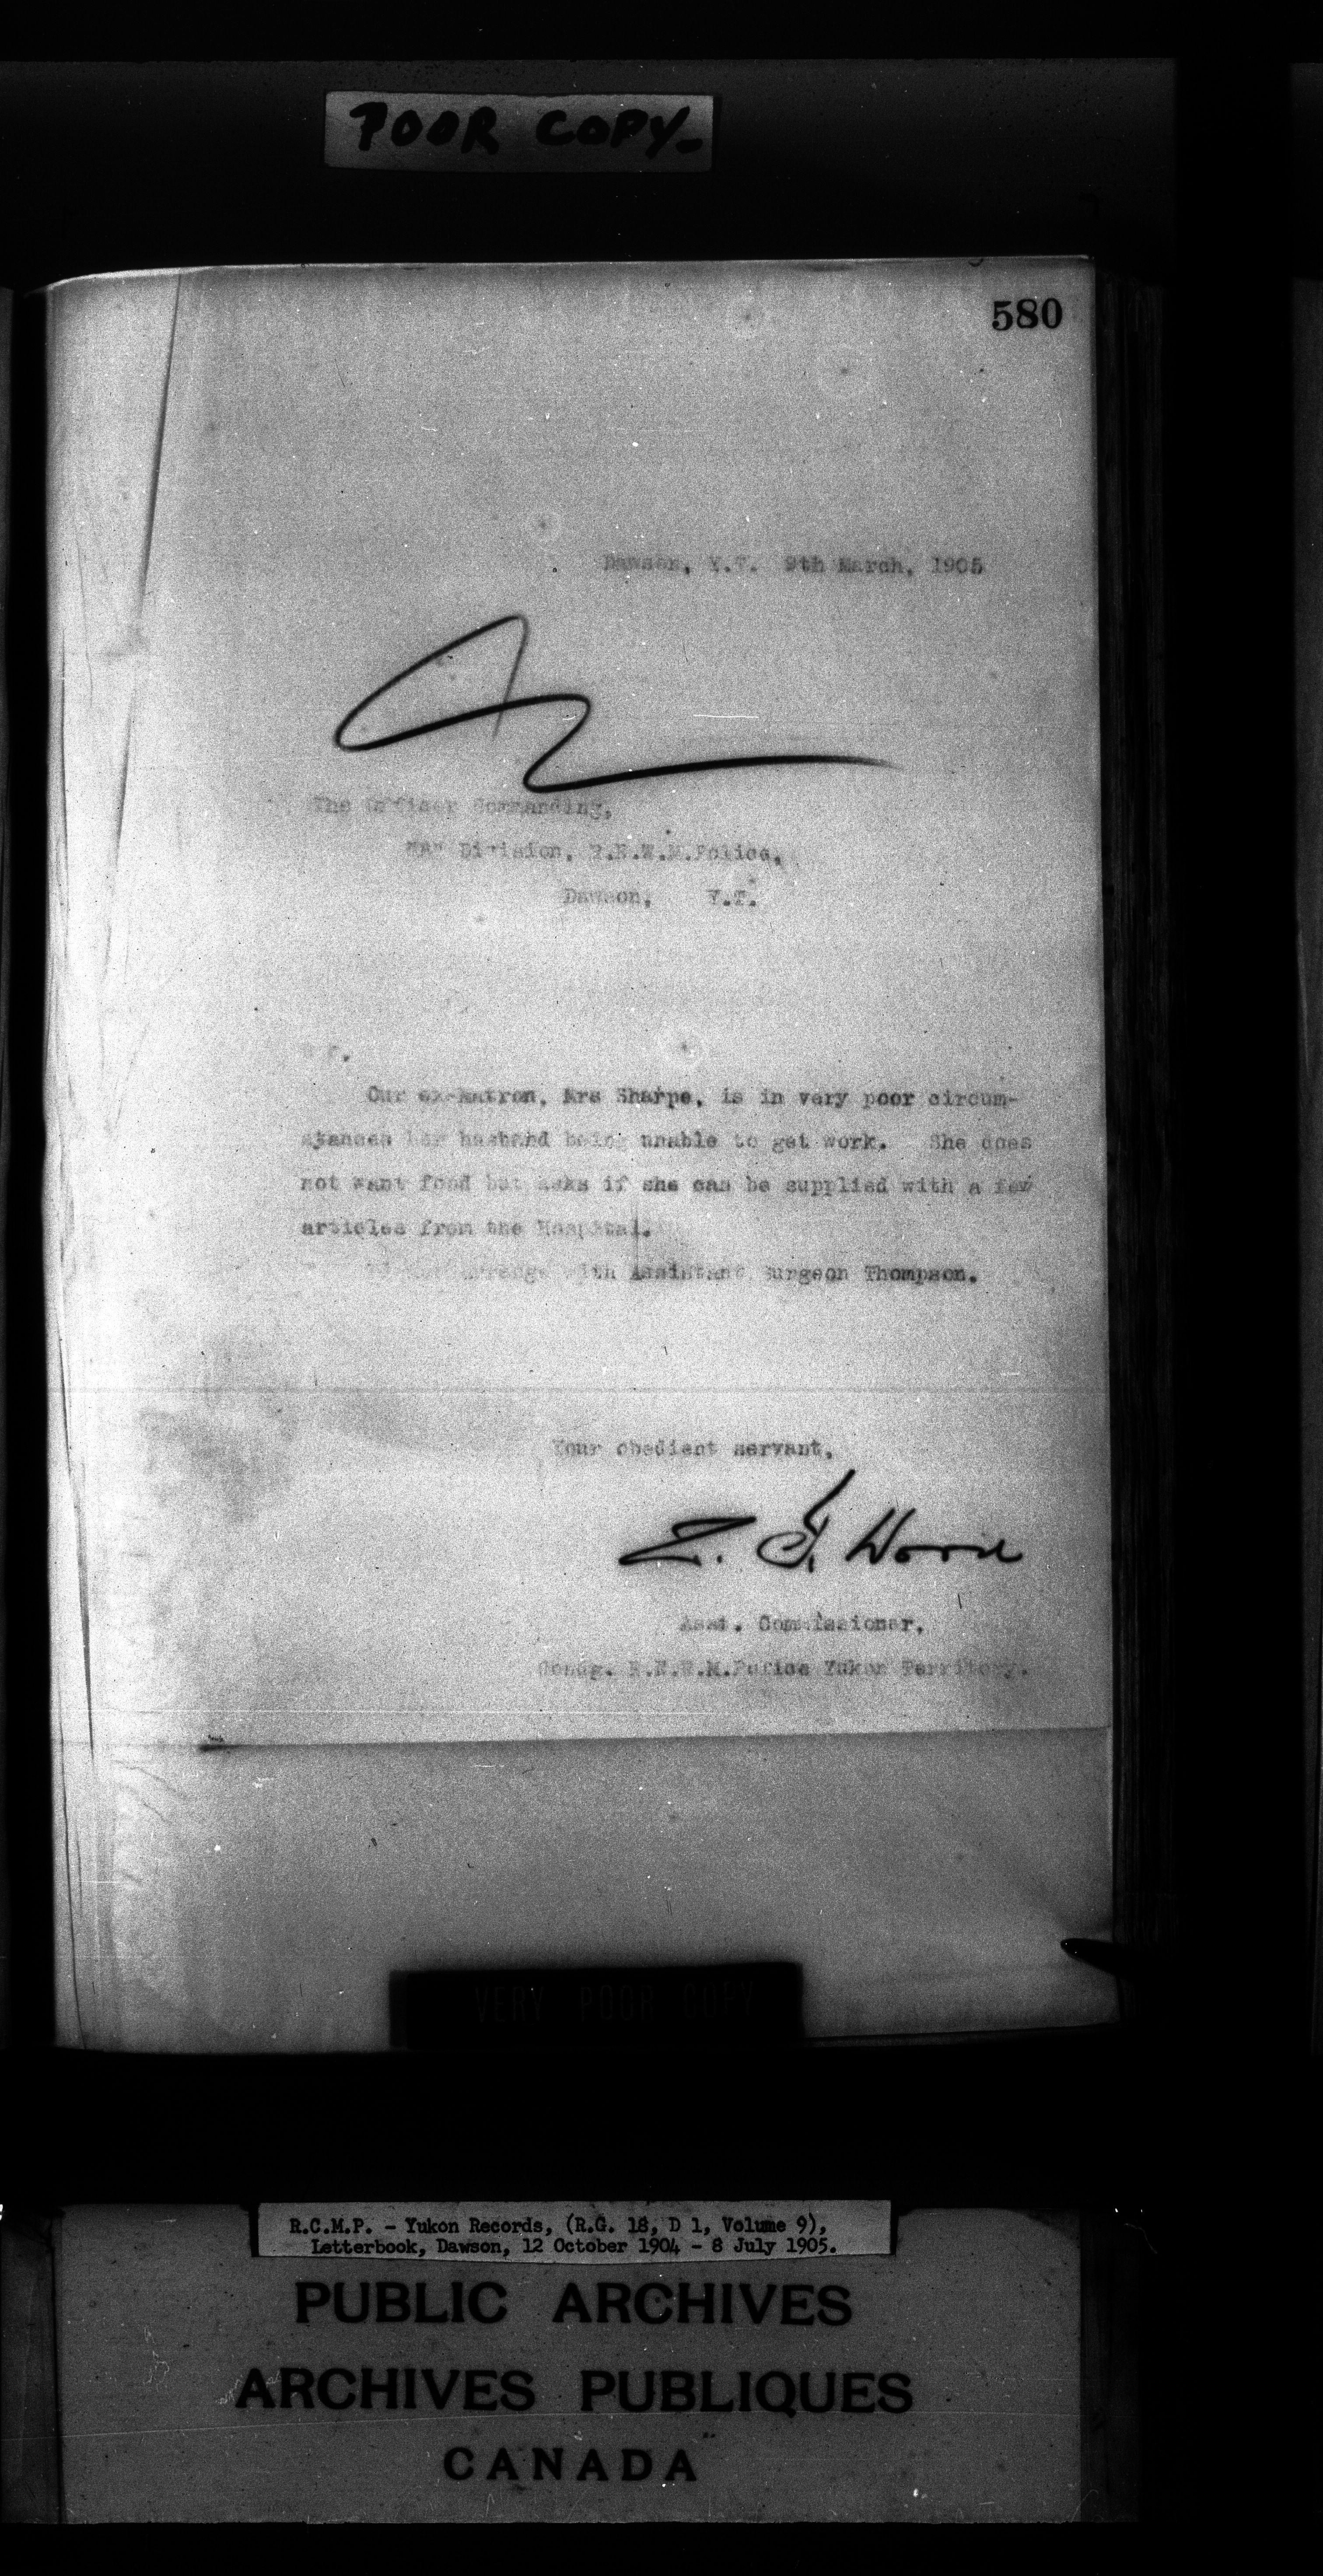 POOR COPY-
580
Dawson, Y.T. 9th March, 1905
The Officer Commanding,
Division, R.N.W.M.Police,
Dawson, Y.T.
Our ex-Matron, Mrs Sharpe, is in very poor circum-
stances her husband being unable to get work. She does
not want food but asks if she can be supplied with a few
articles from the Hospital.
arrange with Assistant Surgeon Thompson.
Your obedient servant,
Z. T. Wood
Asst. Commissioner,
Comdg. R.N.W.M.Police Yukon Territory.
VERY POOR COPY
R.C.M.P. - Yukon Records, (R.G. 18, D 1, Volume 9),
Letterbook, Dawson, 12 October 1904 - 8 July 1905.
PUBLIC ARCHIVES
ARCHIVES PUBLIQUES
CANADA